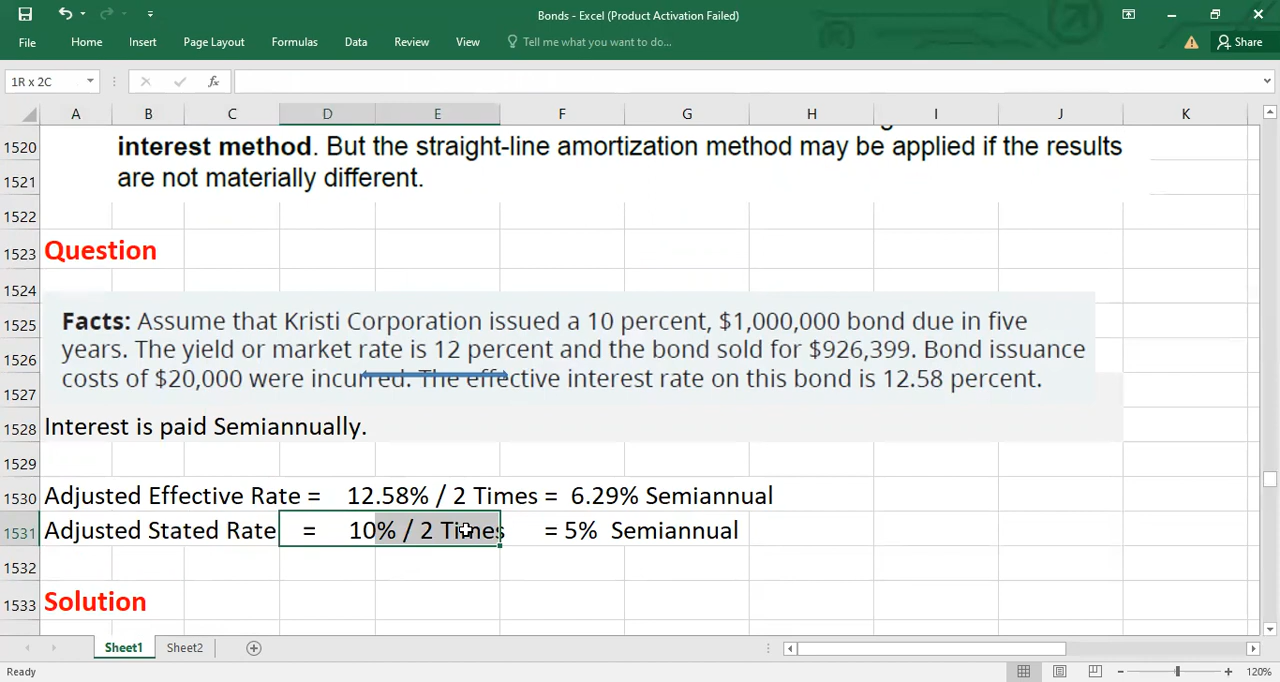 Bonds - Excel (Product Activation Failed)
File Home Insert Page Layout Formulas Data Review View Tell me what you want to do... Share
1R x 2C fx
A B C D E F G H I J K
1520 interest method. But the straight-line amortization method may be applied if the results
1521 are not materially different.
1522
1523 Question
1524
1525 Facts: Assume that Kristi Corporation issued a 10 percent, $1,000,000 bond due in five
1526 years. The yield or market rate is 12 percent and the bond sold for $926,399. Bond issuance
1527 costs of $20,000 were incurred. The effective interest rate on this bond is 12.58 percent.
1528 Interest is paid Semiannually.
1529
1530 Adjusted Effective Rate = 12.58% / 2 Times = 6.29% Semiannual
1531 Adjusted Stated Rate = 10% / 2 Times = 5% Semiannual
1532
1533 Solution
Sheet1 Sheet2
Ready 120%